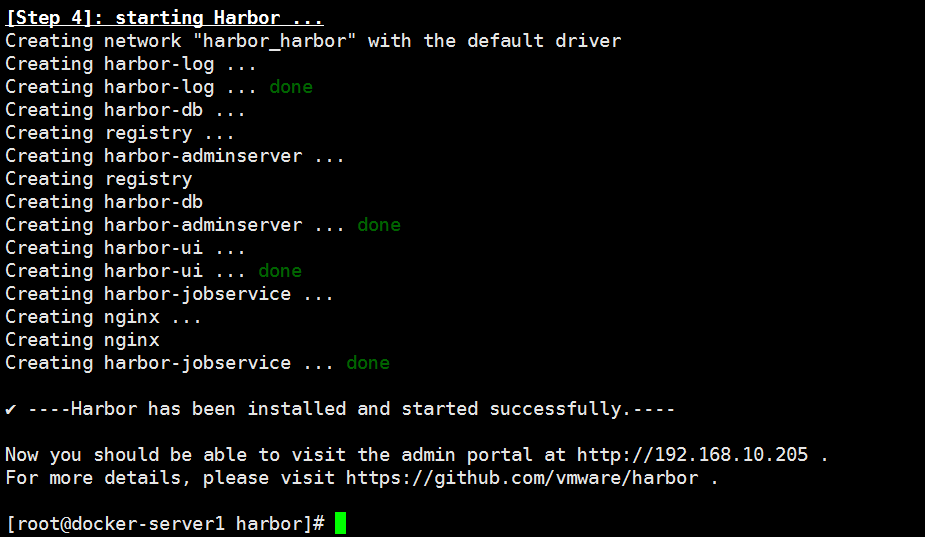 [Step 4]: starting Harbor ...
Creating network "harbor_harbor" with the default driver
Creating harbor-log ...
Creating harbor-log ... done
Creating harbor-db ...
Creating registry ...
Creating harbor-adminserver ...
Creating registry
Creating harbor-db
Creating harbor-adminserver ... done
Creating harbor-ui ...
Creating harbor-ui ... done
Creating harbor-jobservice ...
Creating nginx ...
Creating nginx
Creating harbor-jobservice ... done
✔ ----Harbor has been installed and started successfully.----
Now you should be able to visit the admin portal at http://192.168.10.205 .
For more details, please visit https://github.com/vmware/harbor .
[root@docker-server1 harbor]#